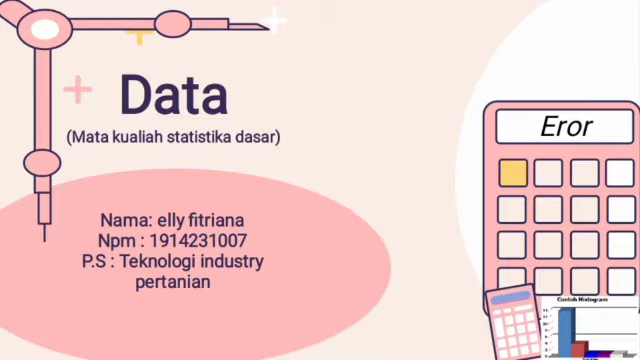 Data
(Mata kualiah statistika dasar)
Nama: elly fitriana
Npm : 1914231007
P.S : Teknologi industry
pertanian
Eror
Contoh Histogram